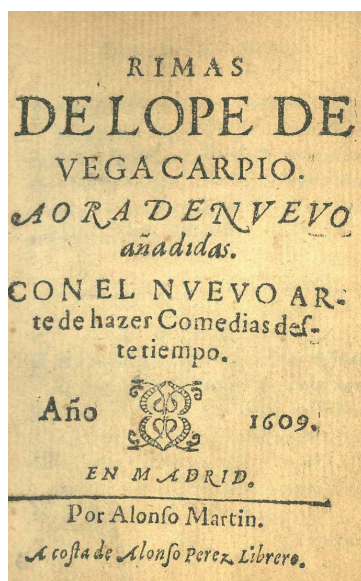 RIMAS
DE LOPE DE
VEGA CARPIO.
AORA DE NVEVO
añadidas.
CON EL NVEVO AR-
te de hazer Comedias deſ-
te tiempo.
Año 1609.
EN MADRID.
Por Alonſo Martin.
A coſta de Alonſo Perez Librero.